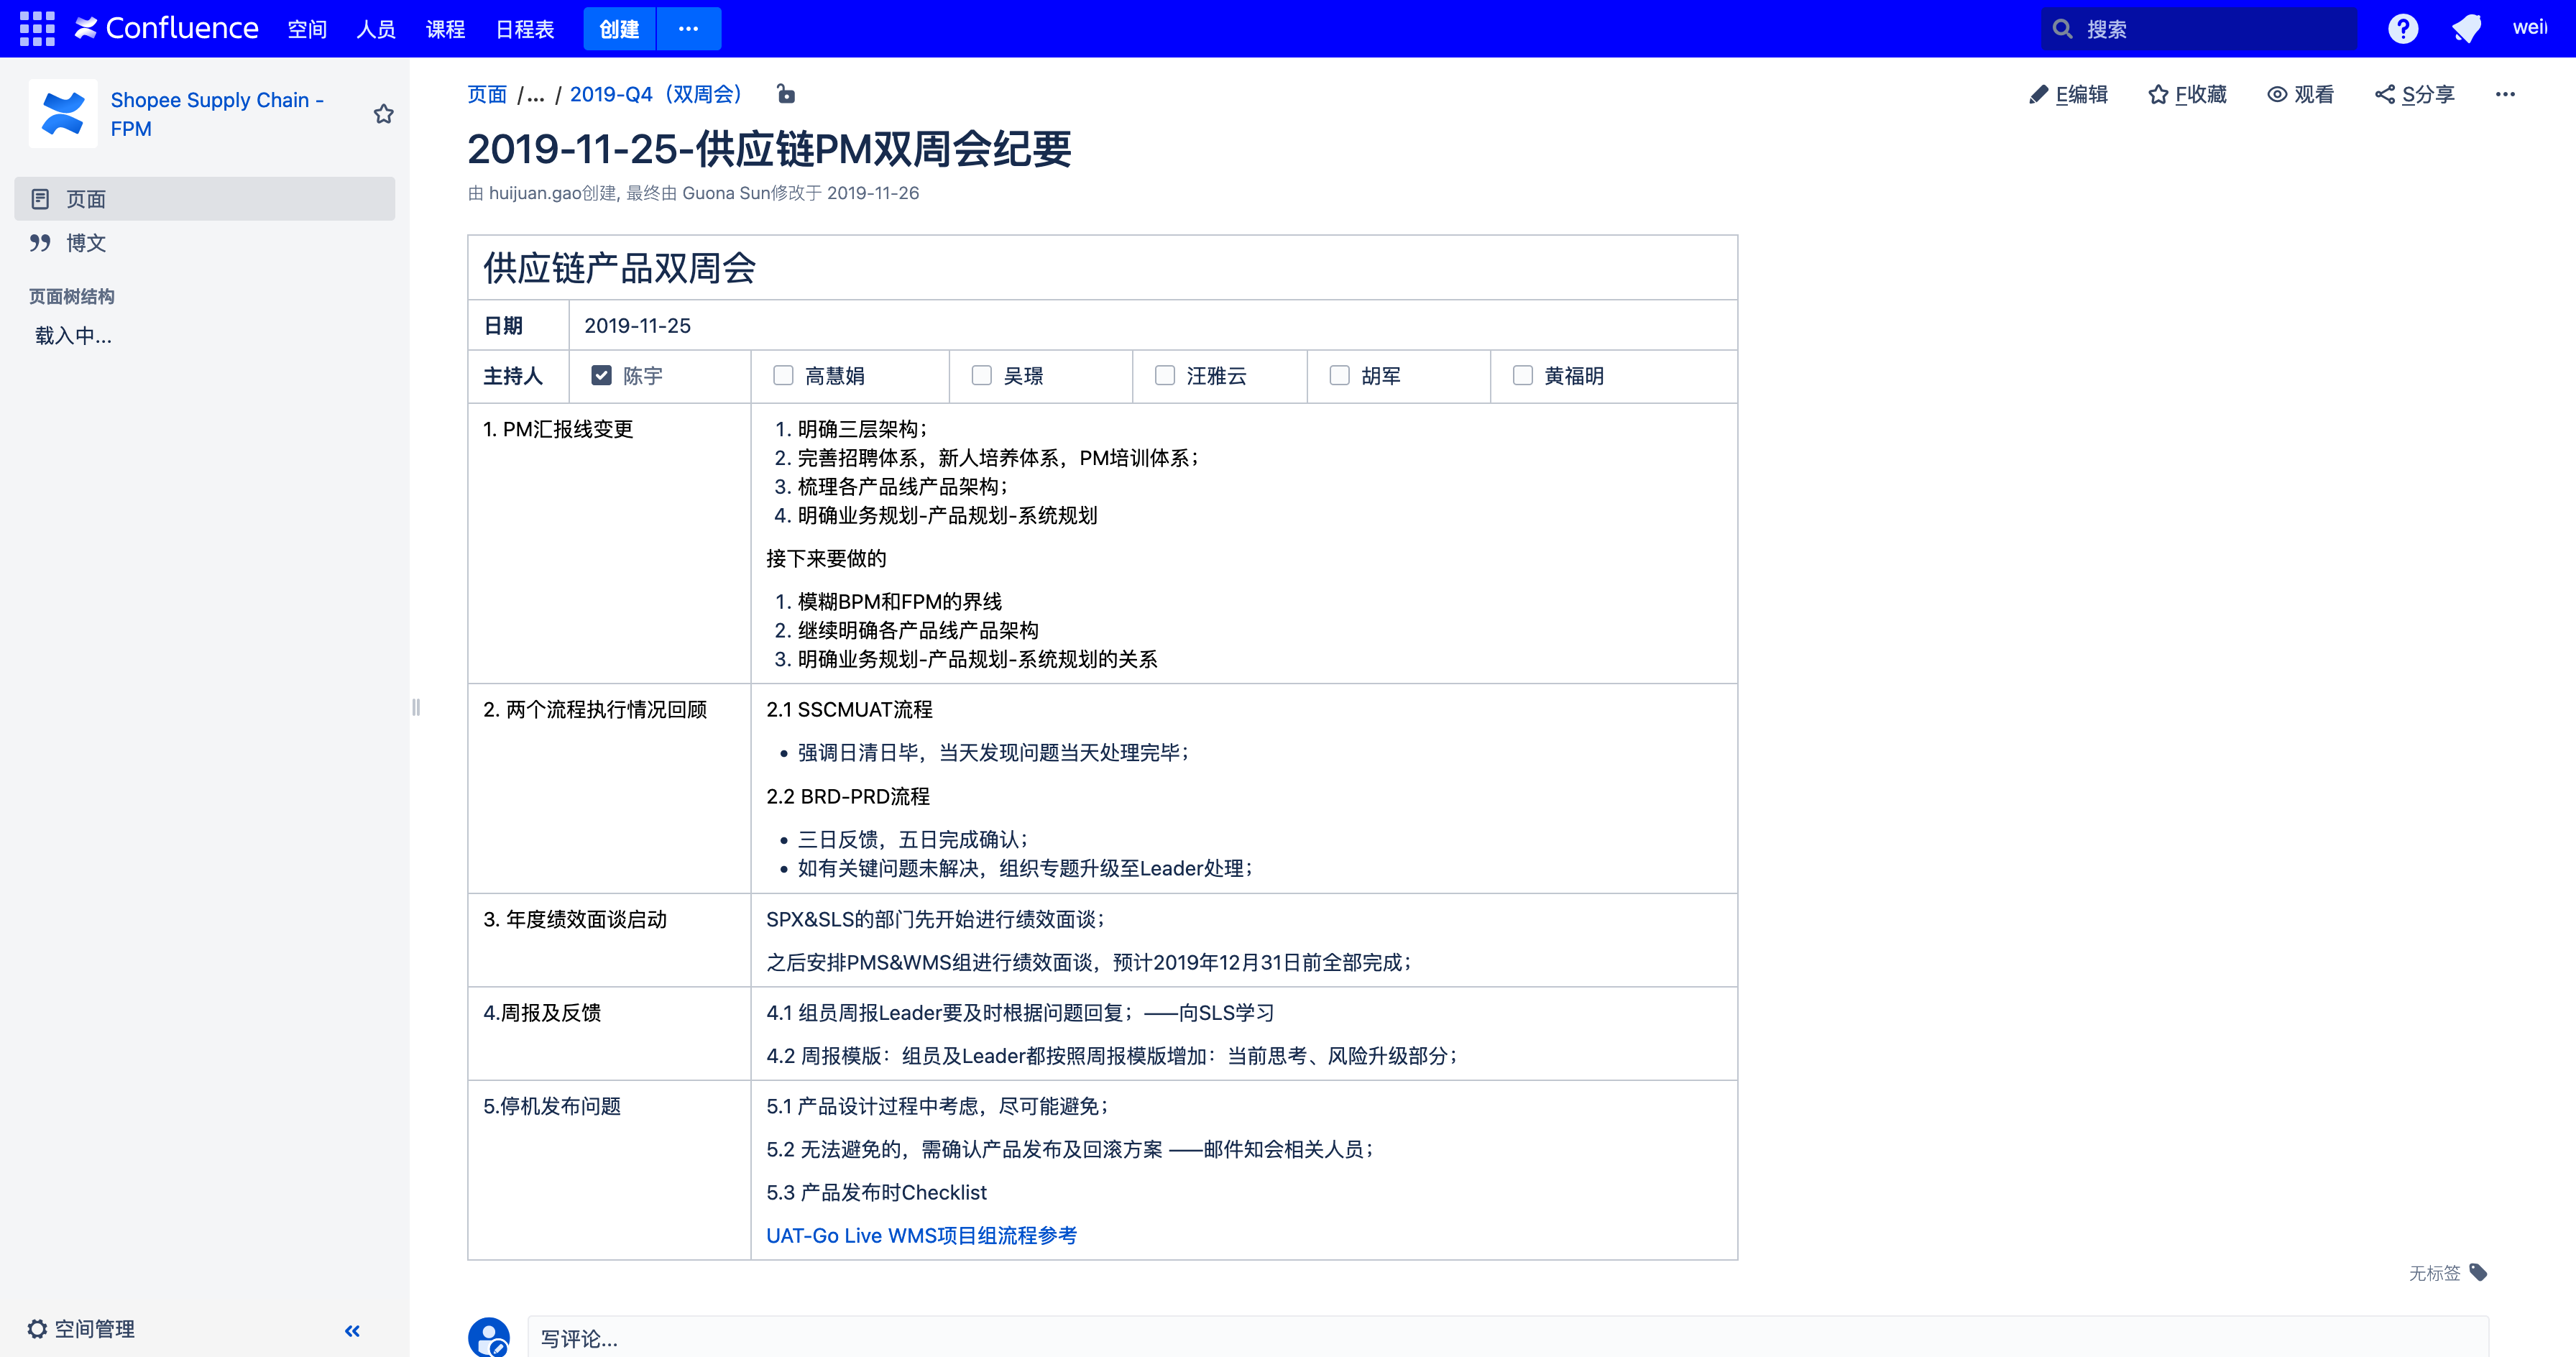 Confluence 空间 人员 课程 日程表 创建 ··· 搜索 weil
Shopee Supply Chain -
FPM
页面
博文
页面树结构
载入中...
空间管理
页面 /... / 2019-Q4（双周会）
E编辑 F收藏 观看 S分享 ···
2019-11-25-供应链PM双周会纪要
由 huijuan.gao创建, 最终由 Guona Sun修改于 2019-11-26
供应链产品双周会
日期 2019-11-25
主持人 陈宇 高慧娟 吴璟 汪雅云 胡军 黄福明
1. PM汇报线变更
1. 明确三层架构；
2. 完善招聘体系，新人培养体系，PM培训体系；
3. 梳理各产品线产品架构；
4. 明确业务规划-产品规划-系统规划
接下来要做的
1. 模糊BPM和FPM的界线
2. 继续明确各产品线产品架构
3. 明确业务规划-产品规划-系统规划的关系
2. 两个流程执行情况回顾
2.1 SSCMUAT流程
• 强调日清日毕，当天发现问题当天处理完毕；
2.2 BRD-PRD流程
• 三日反馈，五日完成确认；
• 如有关键问题未解决，组织专题升级至Leader处理；
3. 年度绩效面谈启动
SPX&SLS的部门先开始进行绩效面谈；
之后安排PMS&WMS组进行绩效面谈，预计2019年12月31日前全部完成；
4.周报及反馈
4.1 组员周报Leader要及时根据问题回复；——向SLS学习
4.2 周报模版：组员及Leader都按照周报模版增加：当前思考、风险升级部分；
5.停机发布问题
5.1 产品设计过程中考虑，尽可能避免；
5.2 无法避免的，需确认产品发布及回滚方案 ——邮件知会相关人员；
5.3 产品发布时Checklist
UAT-Go Live WMS项目组流程参考
无标签
写评论...